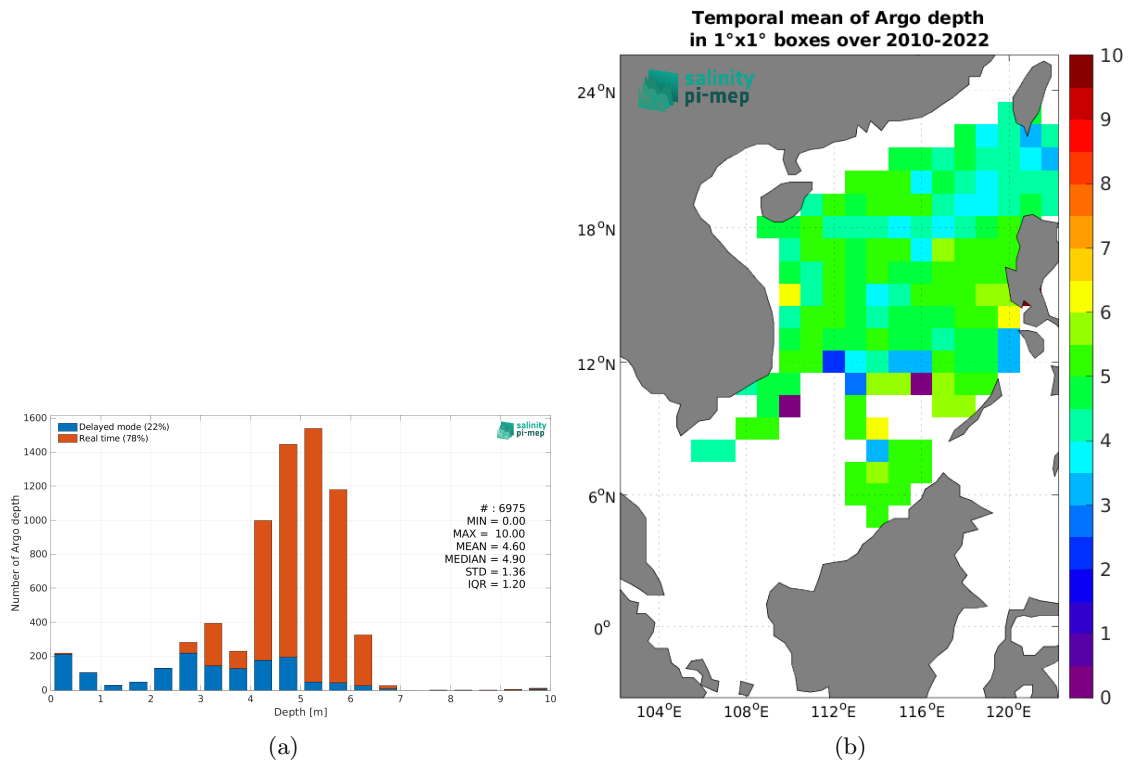 Temporal mean of Argo depth
in 1°x1° boxes over 2010-2022
salinity
pi-mep
24°N
18°N
12°N
6°N
0°
104°E
108°E
112°E
116°E
120°E
10
9
8
7
6
5
4
3
2
1
0
1600
1400
1200
1000
800
600
400
200
0
Number of Argo depth
Delayed mode (22%)
Real time (78%)
salinity
pi-mep
# : 6975
MIN = 0.00
MAX = 10.00
MEAN = 4.60
MEDIAN = 4.90
STD = 1.36
IQR = 1.20
0 1 2 3 4 5 6 7 8 9 10
Depth [m]
(a)
(b)